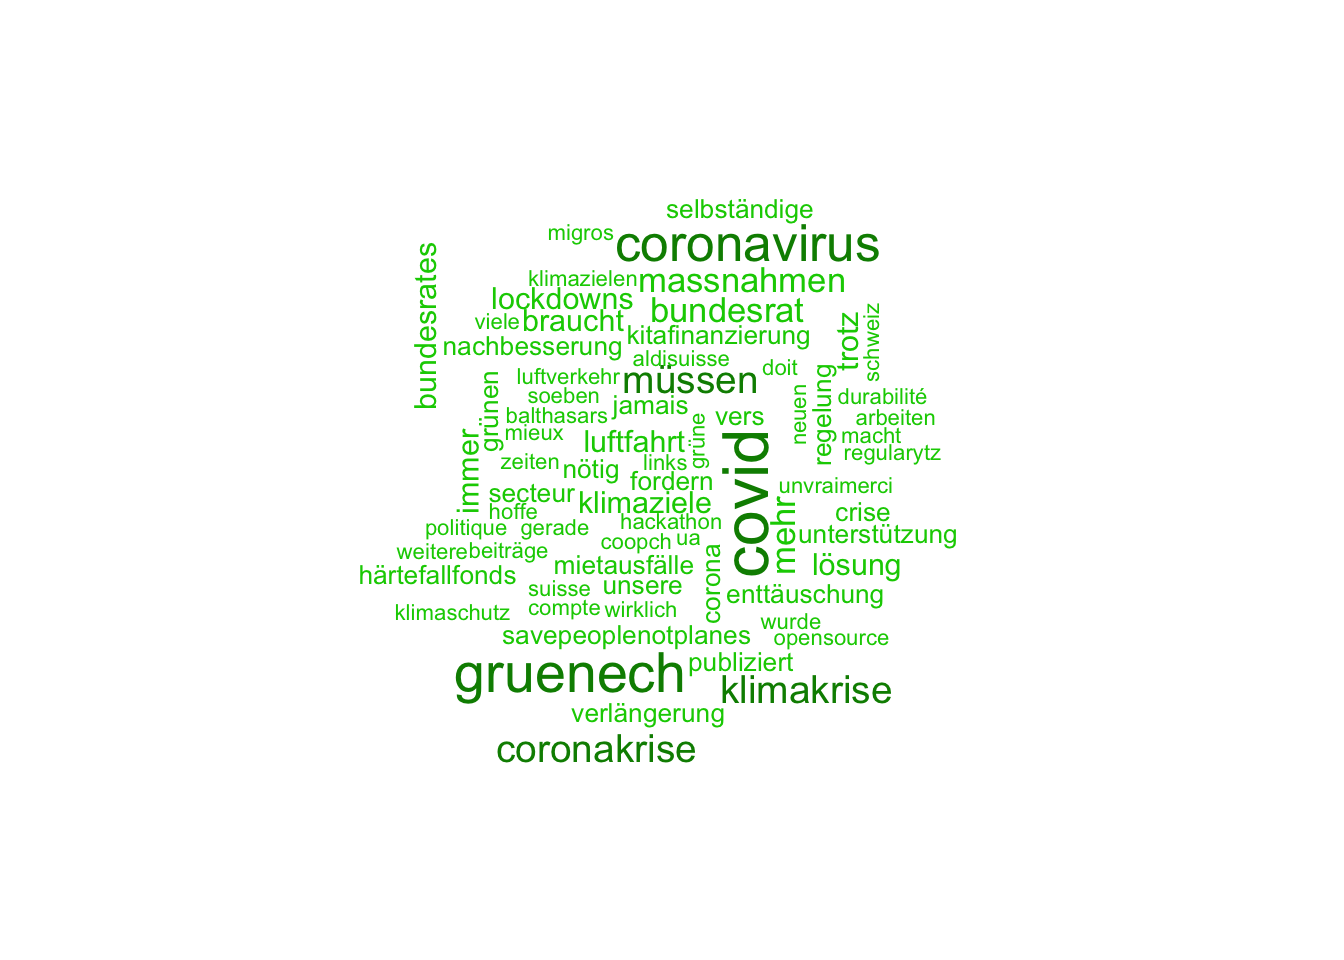 selbständige
migros
coronavirus
bundesrates
klimazielen
massnahmen
lockdowns
bundesrat
viele
braucht
kitafinanzierung
trotz
schweiz
nachbesserung
aldisuisse
doit
luftverkehr
müssen
grünen
soeben
jamais
neuen
regelung
durabilité
balthasars
vers
arbeiten
mieux
luftfahrt
grüne
macht
immer
zeiten
nötig
links
covid
regularytz
secteur
fordern
unvraimerci
hoffe
klimaziele
mehr
crise
politique
gerade
hackathon
coopch
ua
unterstützung
weitere
beiträge
mietausfälle
corona
lösung
härtefallfonds
suisse
unsere
enttäuschung
klimaschutz
compte
wirklich
wurde
savepeoplenotplanes
opensource
gruenech
publiziert
klimakrise
verlängerung
coronakrise